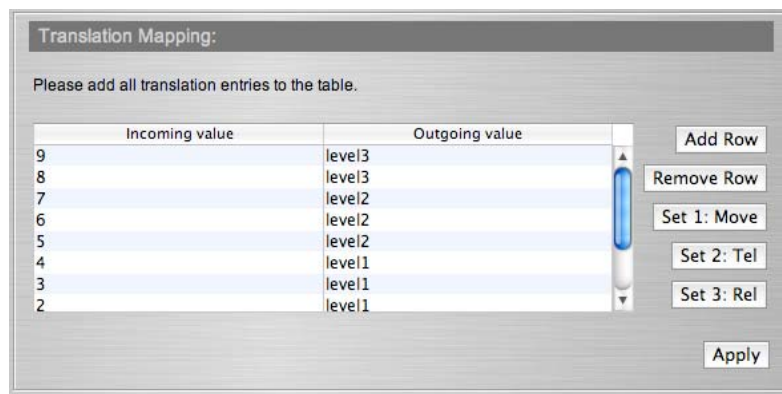 Translation Mapping:
Please add all translation entries to the table.
Incoming value Outgoing value
9 level3
8 level3
7 level2
6 level2
5 level2
4 level1
3 level1
2 level1
Add Row
Remove Row
Set 1: Move
Set 2: Tel
Set 3: Rel
Apply